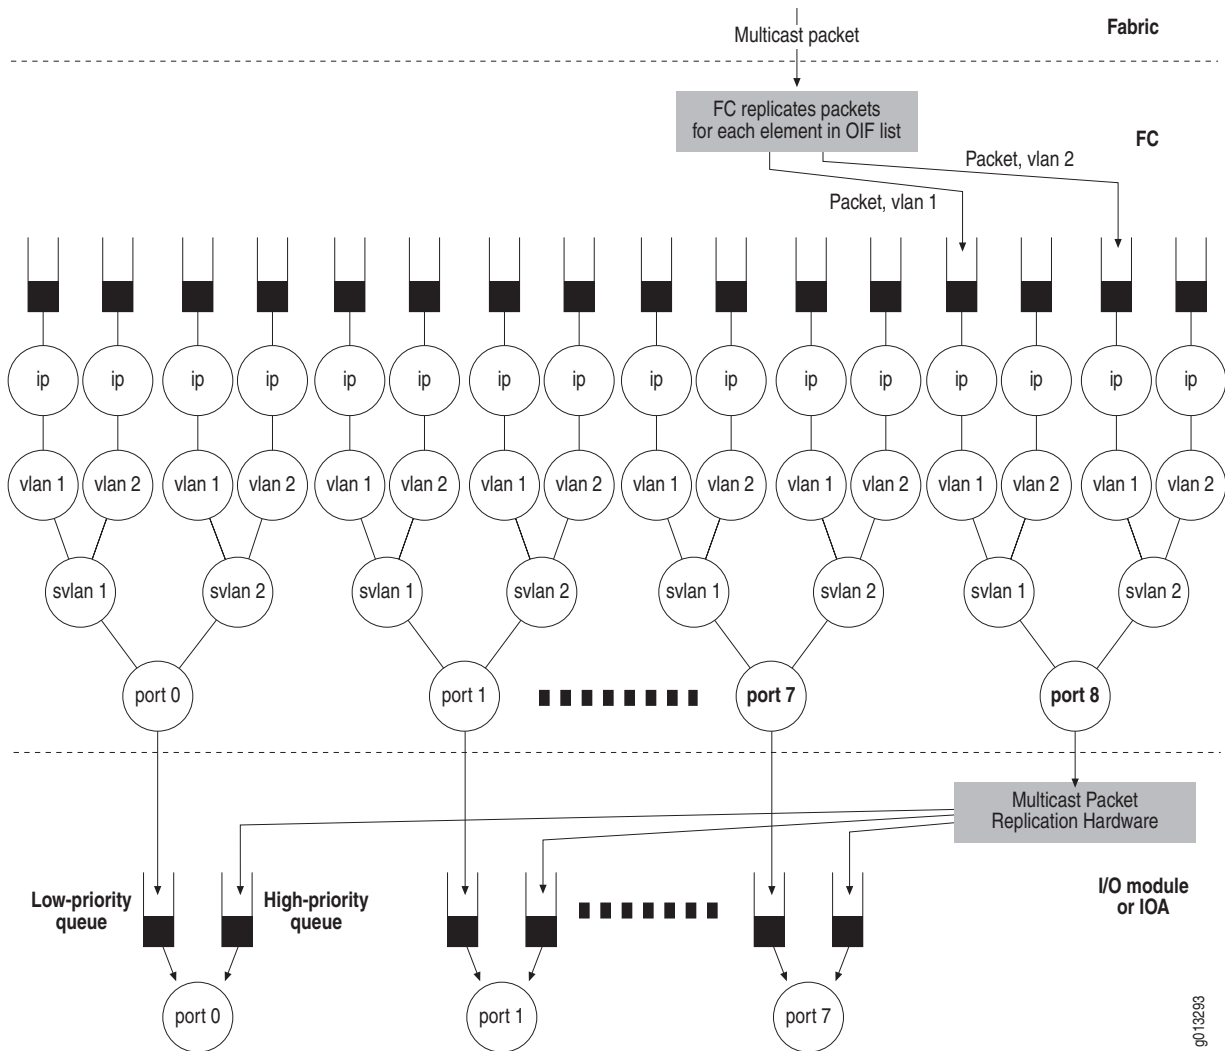 Multicast packet
Fabric
FC replicates packets
for each element in OIF list
FC
Packet, vlan 2
Packet, vlan 1
ip ip ip ip ip ip ip ip ip ip ip ip ip ip ip ip
vlan 1 vlan 2 vlan 1 vlan 2 vlan 1 vlan 2 vlan 1 vlan 2 vlan 1 vlan 2 vlan 1 vlan 2 vlan 1 vlan 2 vlan 1 vlan 2
svlan 1 svlan 2 svlan 1 svlan 2 svlan 1 svlan 2 svlan 1 svlan 2
port 0 port 1 port 7 port 8
Multicast Packet
Replication Hardware
Low-priority
queue
High-priority
queue
I/O module
or IOA
port 0 port 1 port 7
g013293